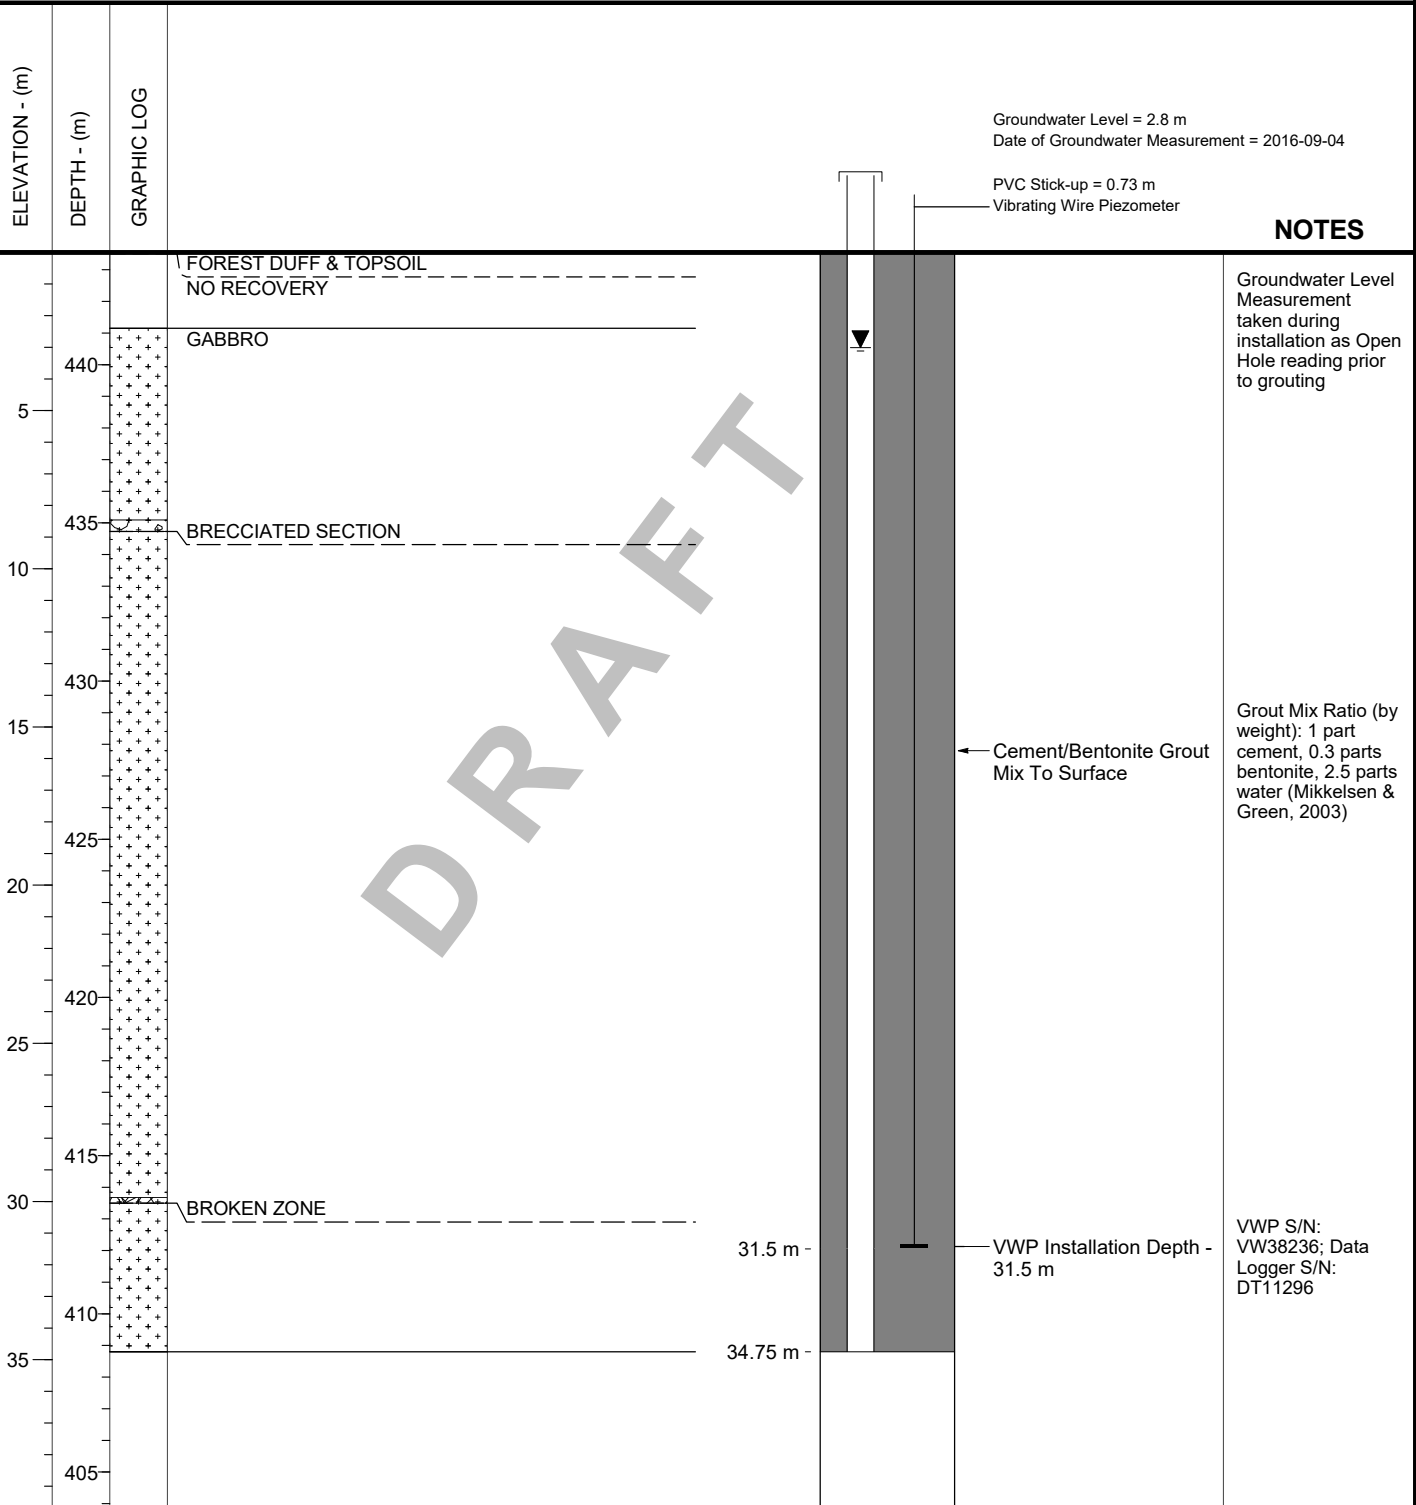 ELEVATION - (m)
DEPTH - (m)
GRAPHIC LOG
Groundwater Level = 2.8 m
Date of Groundwater Measurement = 2016-09-04
PVC Stick-up = 0.73 m
Vibrating Wire Piezometer
NOTES
FOREST DUFF & TOPSOIL
NO RECOVERY
GABBRO
Groundwater Level
Measurement
taken during
installation as Open
Hole reading prior
to grouting
440
5
435
BRECCIATED SECTION
10
430
15
Cement/Bentonite Grout
Mix To Surface
Grout Mix Ratio (by
weight): 1 part
cement, 0.3 parts
bentonite, 2.5 parts
water (Mikkelsen &
Green, 2003)
425
20
DRAFT
420
25
415
30
BROKEN ZONE
31.5 m
VWP Installation Depth -
31.5 m
VWP S/N:
VW38236; Data
Logger S/N:
DT11296
410
34.75 m
35
405